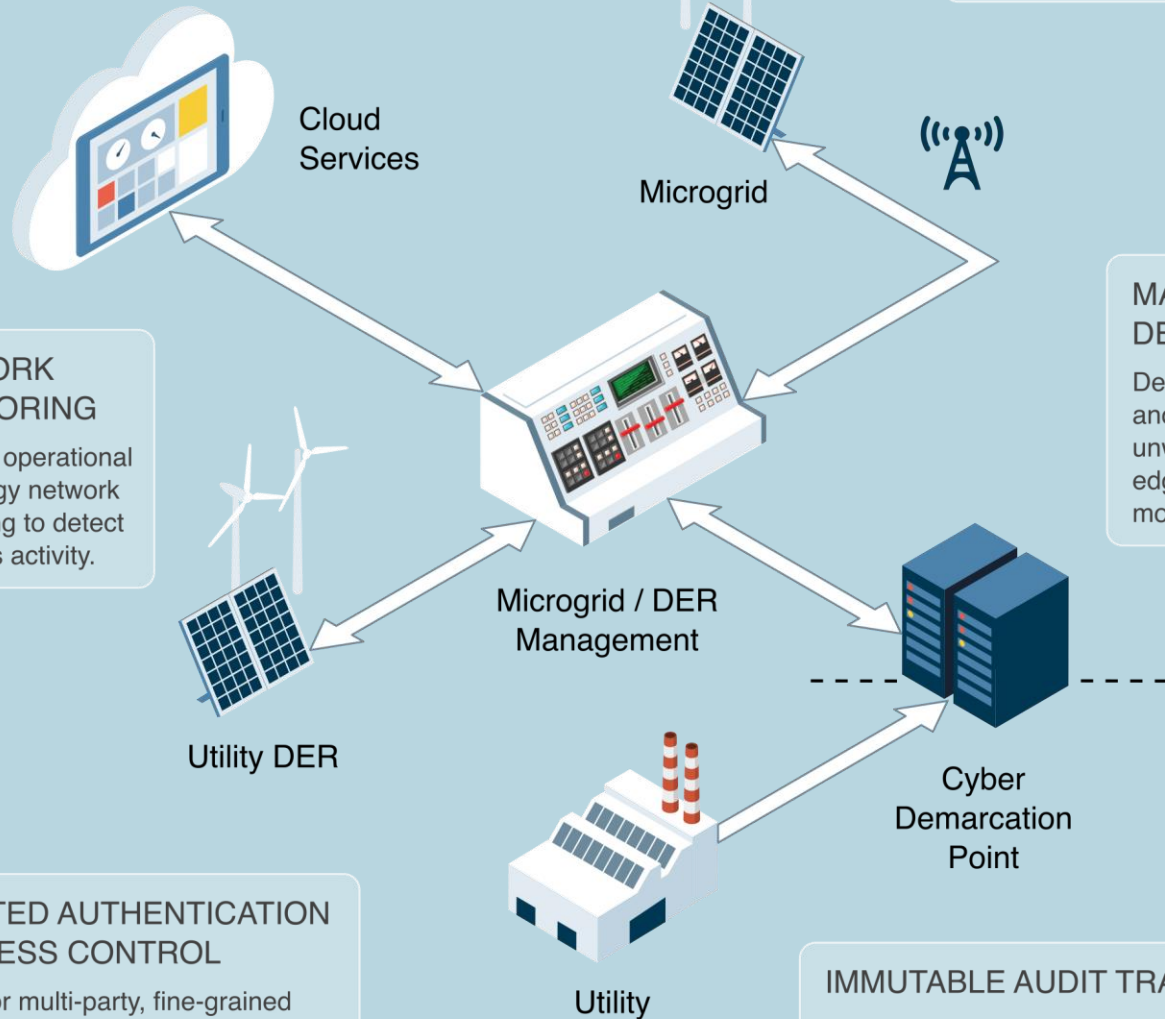 Cloud
Services
Microgrid
ORK
ORING
operational
gy network
ng to detect
s activity.
MA
DE
De
and
unv
edg
mo
Microgrid / DER
Management
Utility DER
Cyber
Demarcation
Point
TED AUTHENTICATION
ESS CONTROL
or multi-party, fine-grained
Utility
IMMUTABLE AUDIT TRA